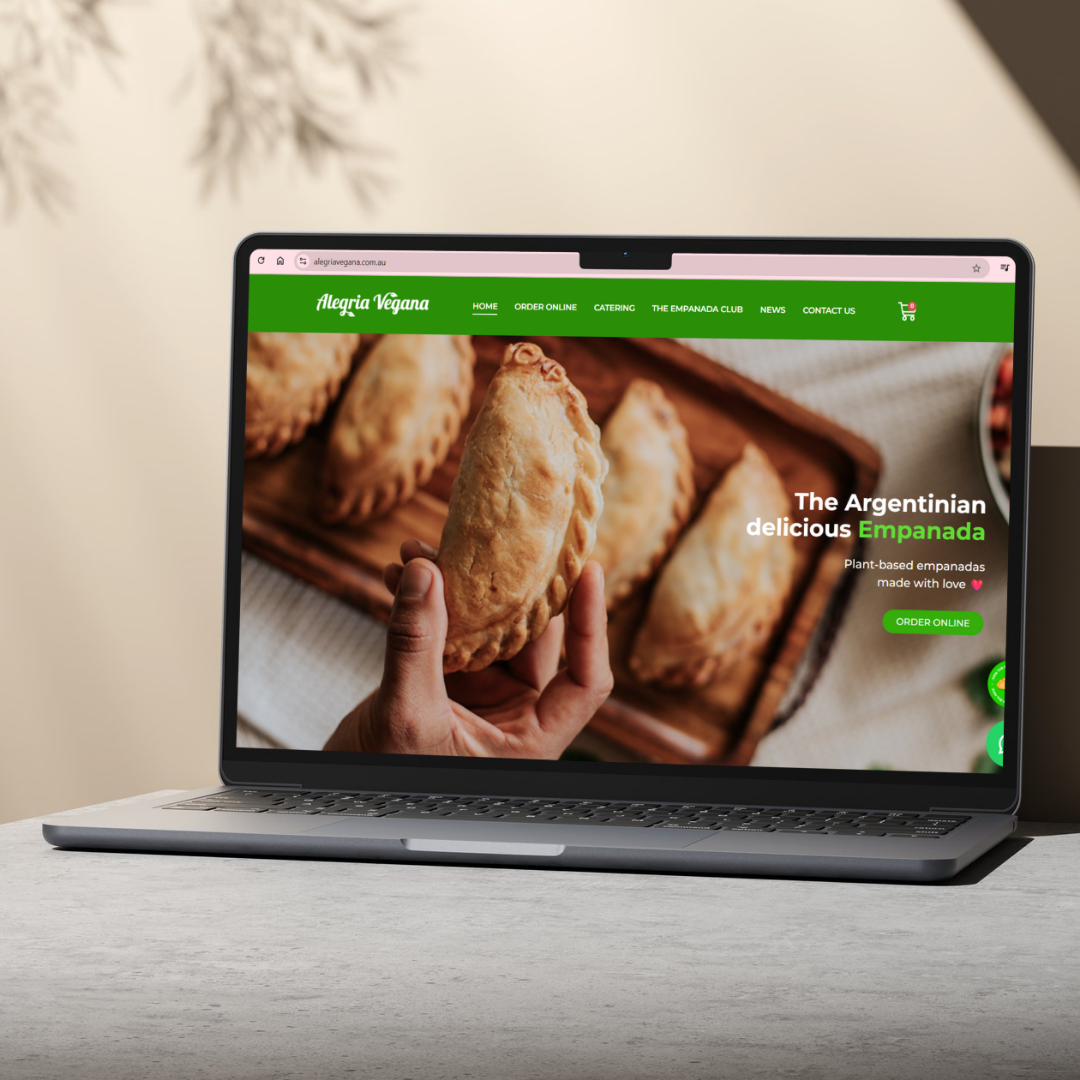 alegriavegana.com.au
Alegria Vegana
HOME ORDER ONLINE CATERING THE EMPANADA CLUB NEWS CONTACT US
0
The Argentinian
delicious Empanada
Plant-based empanadas
made with love
ORDER ONLINE